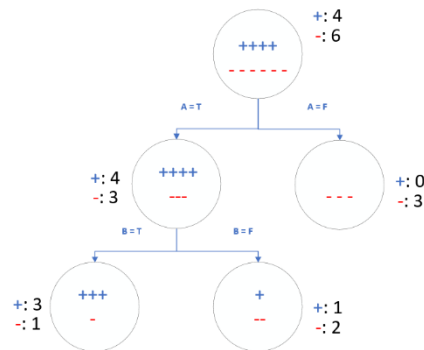 +: 4
-: 6
++++
- - - - - -
A = T
A = F
+: 4
-: 3
++++
---
- - -
+: 0
-: 3
B = T
B = F
+: 3
-: 1
+++
-
+
--
+: 1
-: 2